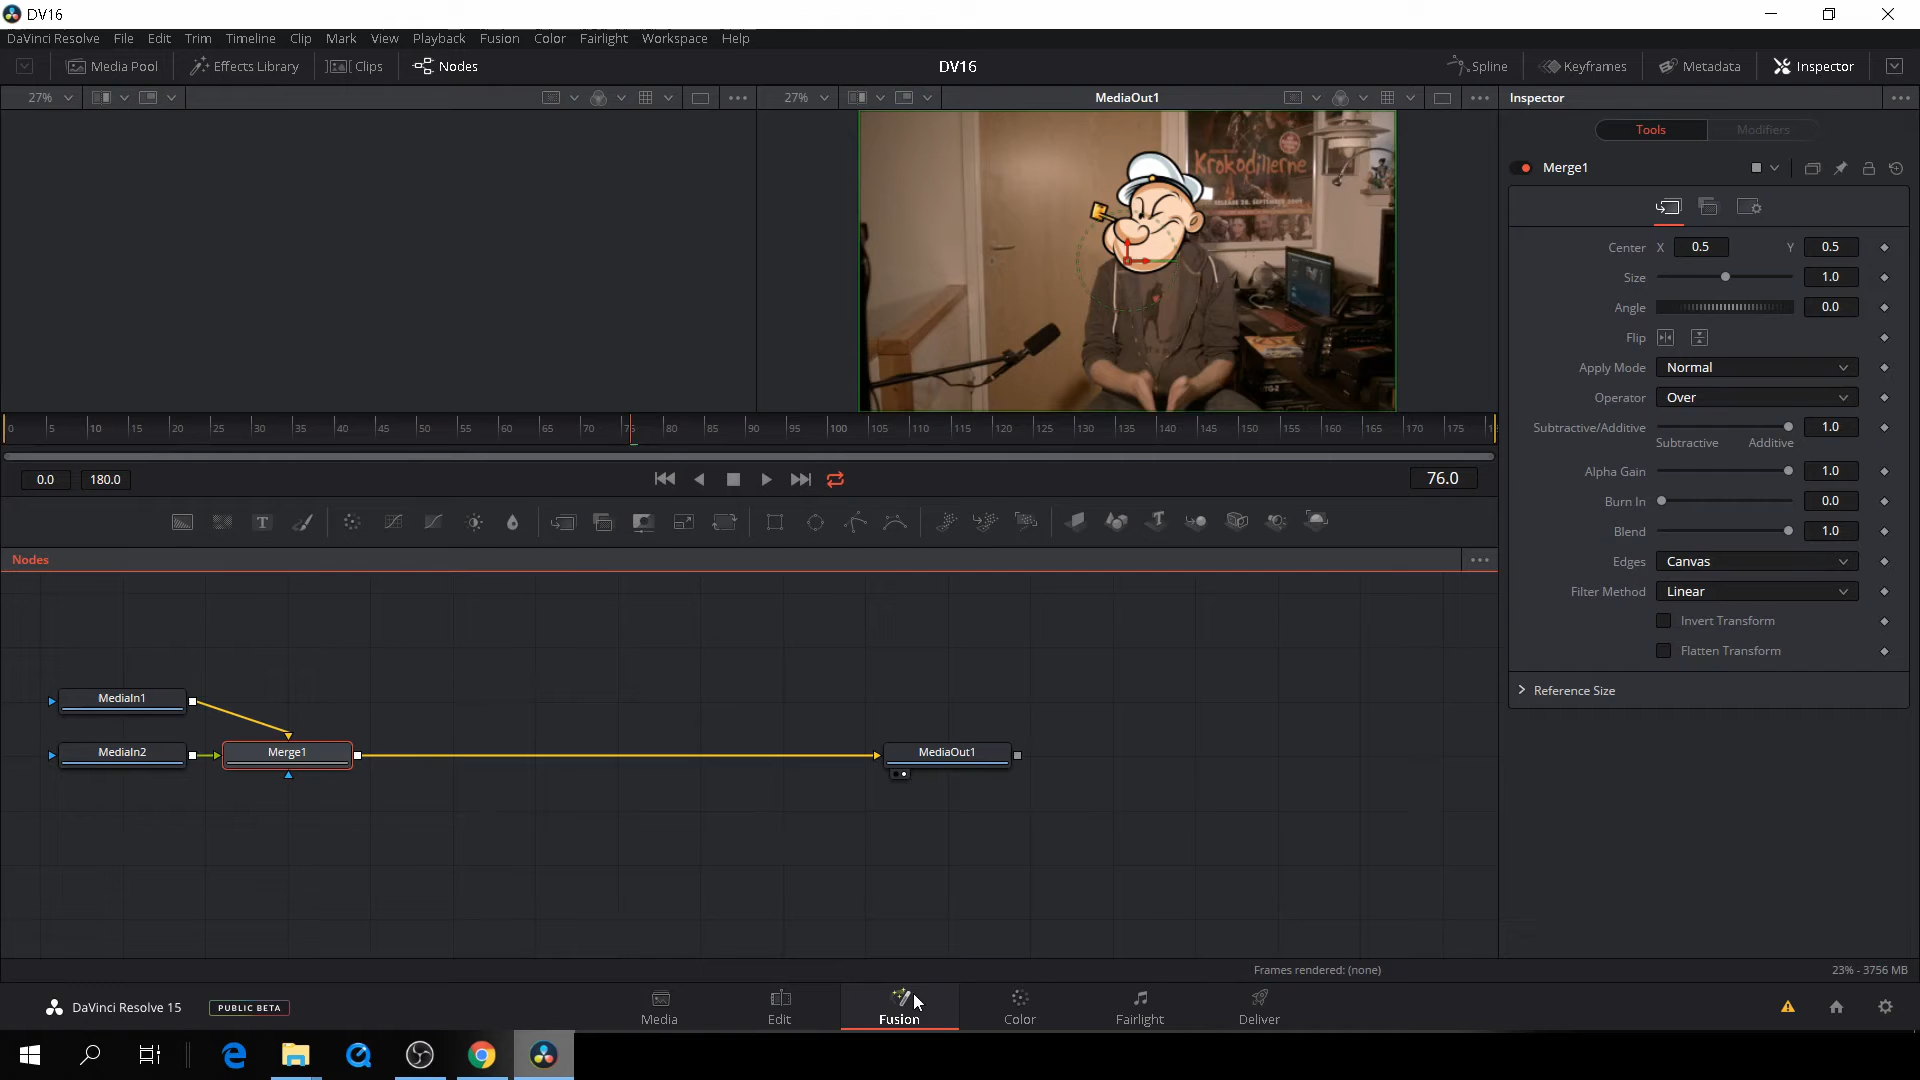 DV16
DaVinci Resolve File Edit Trim Timeline Clip Mark View Playback Fusion Color Fairlight Workspace Help
Media Pool Effects Library Clips Nodes DV16 Spline Keyframes Metadata Inspector
27% 27% MediaOut1 Inspector
Tools Modifiers
Merge1
Krokodillerne
RELEASE 28. SEPTEMBER
Center X 0.5 Y 0.5
Size 1.0
Angle 0.0
Flip
Apply Mode Normal
Operator Over
Subtractive/Additive 1.0
Subtractive Additive
Alpha Gain 1.0
Burn In 0.0
Blend 1.0
Edges Canvas
Filter Method Linear
Invert Transform
Flatten Transform
Reference Size
0 5 10 15 20 25 30 35 40 45 50 55 60 65 70 75 80 85 90 95 100 105 110 115 120 125 130 135 140 145 150 155 160 165 170 175
0.0 180.0 76.0
T
Nodes
MediaIn1
MediaIn2 Merge1 MediaOut1
Frames rendered: (none) 23% - 3756 MB
DaVinci Resolve 15 PUBLIC BETA Media Edit Fusion Color Fairlight Deliver